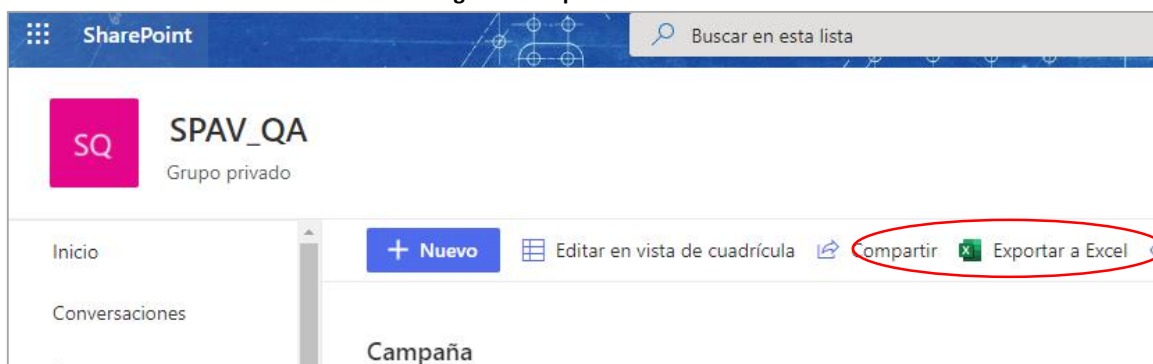 SharePoint
Buscar en esta lista
SQ
SPAV_QA
Grupo privado
Inicio
+ Nuevo
Editar en vista de cuadrícula
Compartir
Exportar a Excel
Conversaciones
Campaña